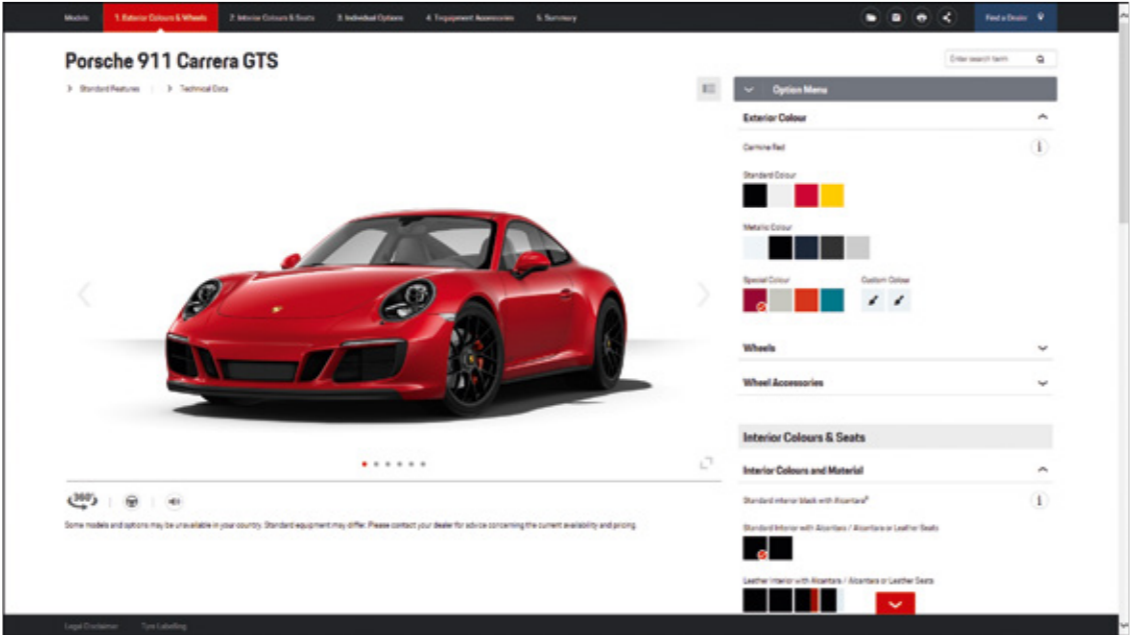 Models
1. Exterior Colours & Wheels
2. Interior Colours & Seats
3. Individual Options
4. Tequipment Accessories
5. Summary
Find a Dealer
Porsche 911 Carrera GTS
Enter search term
Standard Features
Technical Data
Option Menu
Exterior Colour
Carmine Red
i
Standard Colour
Metallic Colour
Special Colour
Custom Colour
Wheels
Wheel Accessories
Interior Colours & Seats
Interior Colours and Material
360°
Standard interior black with Alcantara®
i
Some models and options may be unavailable in your country. Standard equipment may differ. Please contact your dealer for advice concerning the current availability and pricing.
Standard Interior with Alcantara / Alcantara or Leather Seats
Leather Interior with Alcantara / Alcantara or Leather Seats
Legal Disclaimer
Tyre Labelling